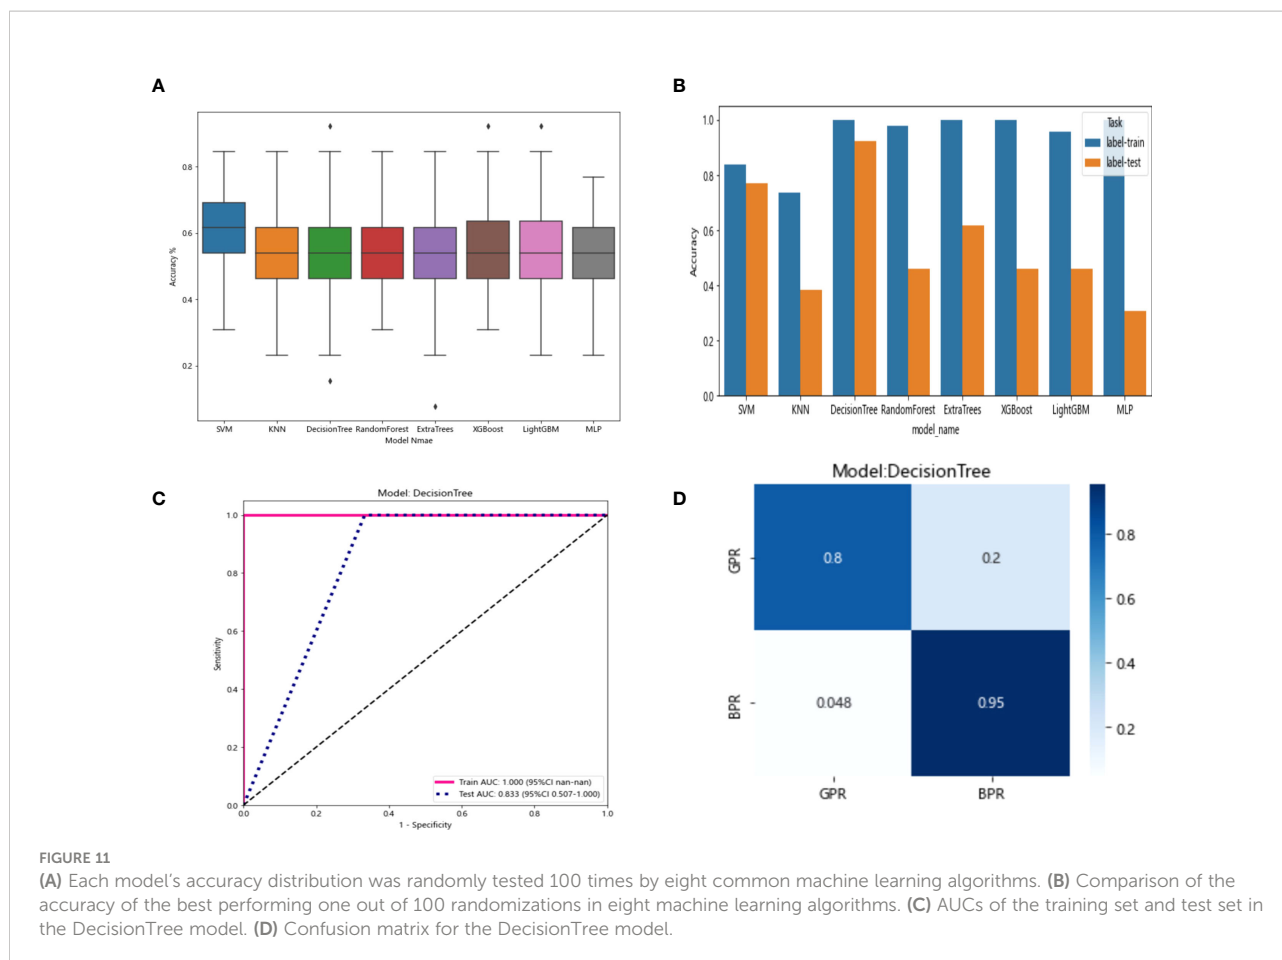 A
Accuracy %
0.8
0.6
0.4
0.2
SVM KNN DecisionTree RandomForest ExtraTrees XGBoost LightGBM MLP
Model Nmae
B
Accuracy
1.0
0.8
0.6
0.4
0.2
0.0
Task
label-train
label-test
SVM KNN DecisionTree RandomForest ExtraTrees XGBoost LightGBM MLP
model_name
C
Model: DecisionTree
Sensitivity
1.0
0.8
0.6
0.4
0.2
0.0
Train AUC: 1.000 (95%CI nan-nan)
Test AUC: 0.833 (95%CI 0.507-1.000)
0.0 0.2 0.4 0.6 0.8 1.0
1 - Specificity
D
Model:DecisionTree
GPR
0.8 0.2
BPR
0.048 0.95
GPR BPR
0.8
0.6
0.4
0.2
FIGURE 11
(A) Each model's accuracy distribution was randomly tested 100 times by eight common machine learning algorithms. (B) Comparison of the
accuracy of the best performing one out of 100 randomizations in eight machine learning algorithms. (C) AUCs of the training set and test set in
the DecisionTree model. (D) Confusion matrix for the DecisionTree model.